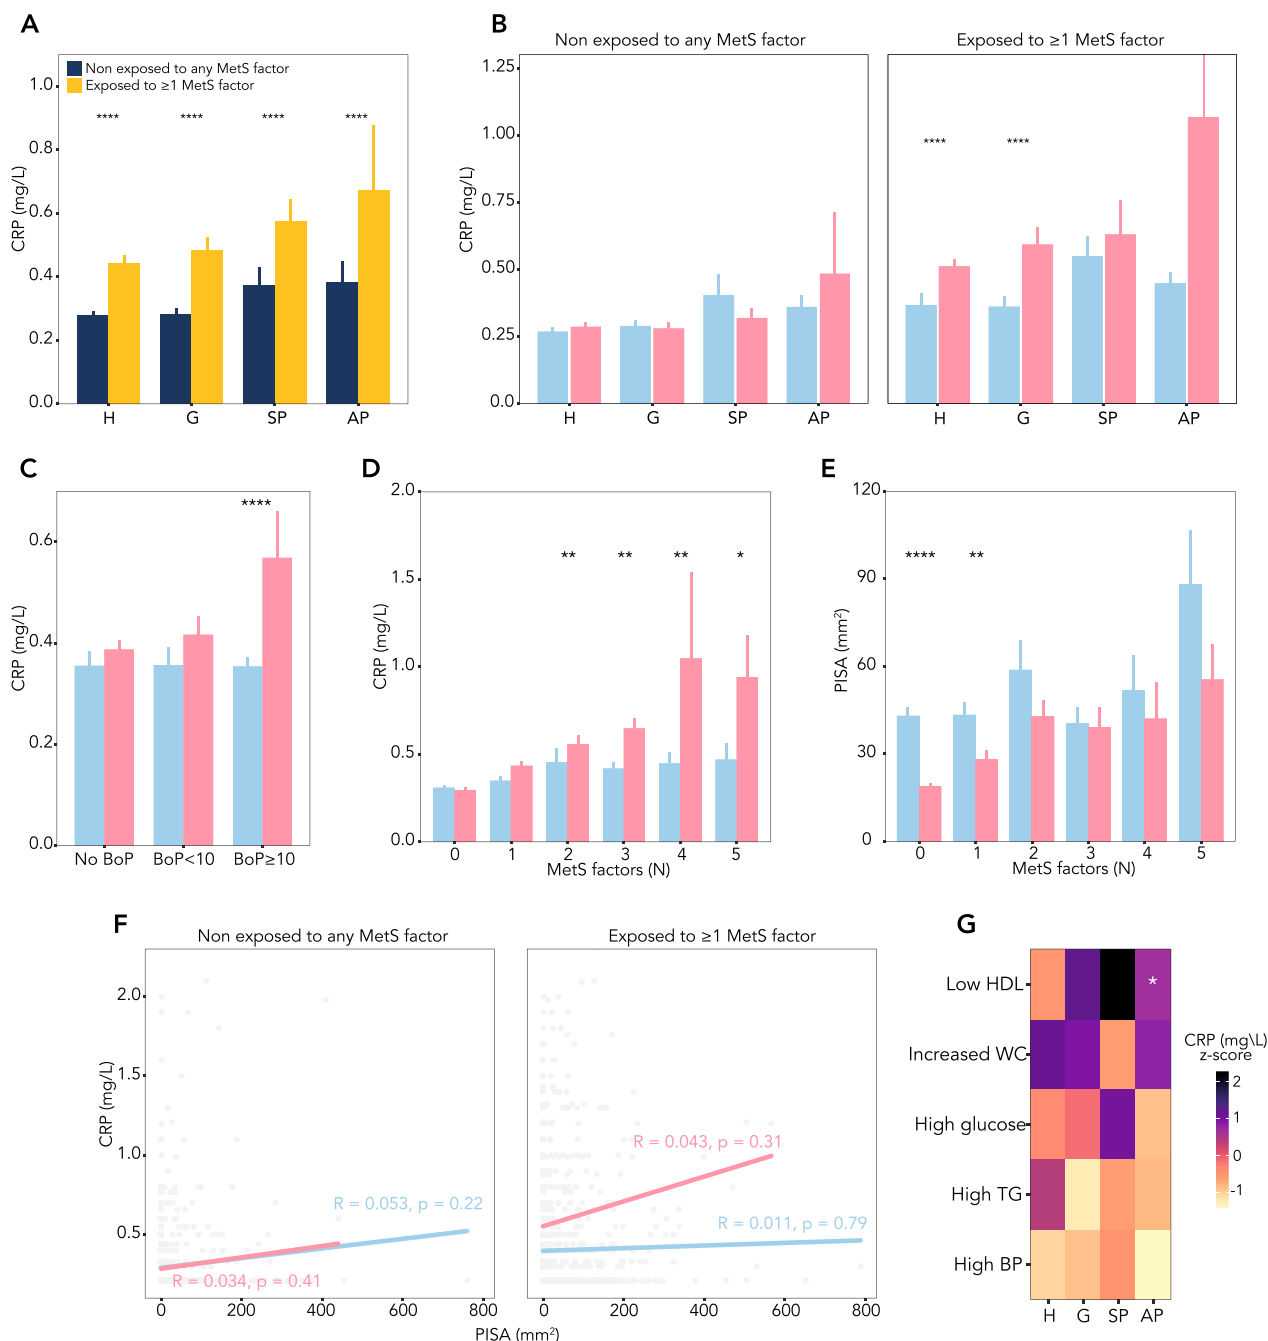 A
Non exposed to any MetS factor
Exposed to ≥1 MetS factor
**** **** **** ****
CRP (mg/L)
1.0
0.8
0.6
0.4
0.2
0.0
H G SP AP
B
Non exposed to any MetS factor
Exposed to ≥1 MetS factor
**** ****
CRP (mg/L)
1.25
1.00
0.75
0.50
0.25
0.00
H G SP AP
H G SP AP
C
****
CRP (mg/L)
0.6
0.4
0.2
0.0
No BoP BoP<10 BoP≥10
D
** ** ** *
CRP (mg/L)
2.0
1.5
1.0
0.5
0.0
0 1 2 3 4 5
MetS factors (N)
E
**** **
PISA (mm²)
120
90
60
30
0
0 1 2 3 4 5
MetS factors (N)
F
Non exposed to any MetS factor
Exposed to ≥1 MetS factor
CRP (mg/L)
2.0
1.5
1.0
0.5
R = 0.053, p = 0.22
R = 0.034, p = 0.41
R = 0.043, p = 0.31
R = 0.011, p = 0.79
0 200 400 600 800
0 200 400 600 800
PISA (mm²)
G
Low HDL
Increased WC
High glucose
High TG
High BP
*
H G SP AP
CRP (mg\L)
z-score
2
1
0
-1